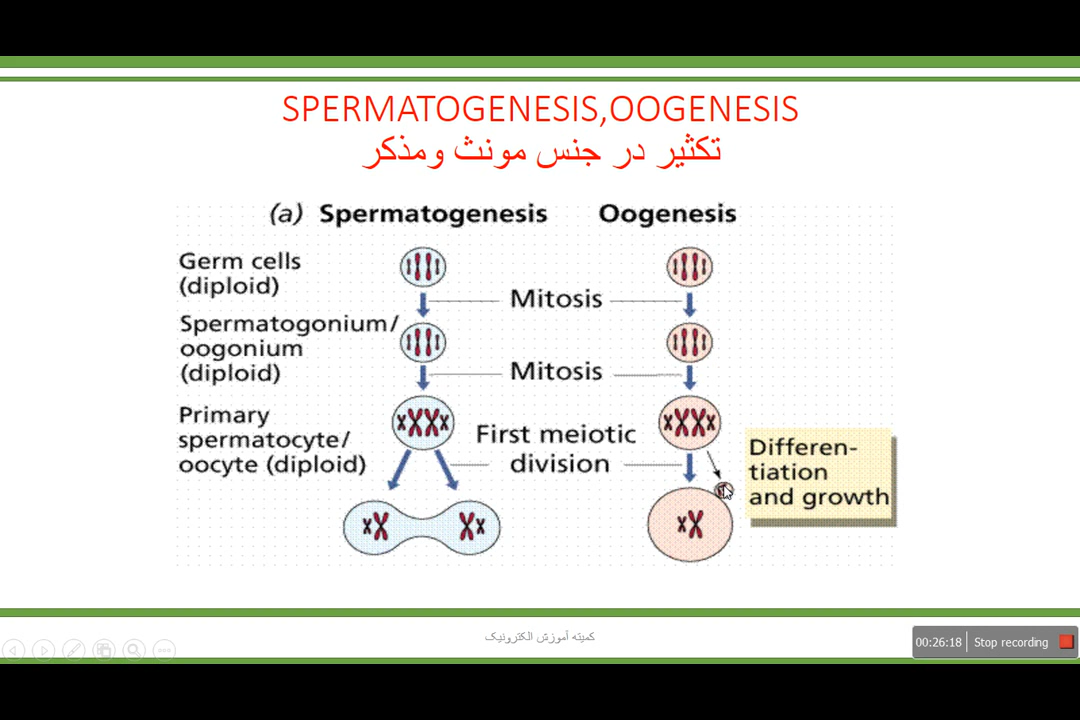 SPERMATOGENESIS,OOGENESIS
تکثیر در جنس مونث ومذکر
(a) Spermatogenesis Oogenesis
Germ cells
(diploid)
Mitosis
Spermatogonium/
oogonium
(diploid)
Mitosis
Primary
spermatocyte/
oocyte (diploid)
First meiotic
division
Differen-
tiation
and growth
کمیته آموزش الکترونیک
00:26:18 Stop recording